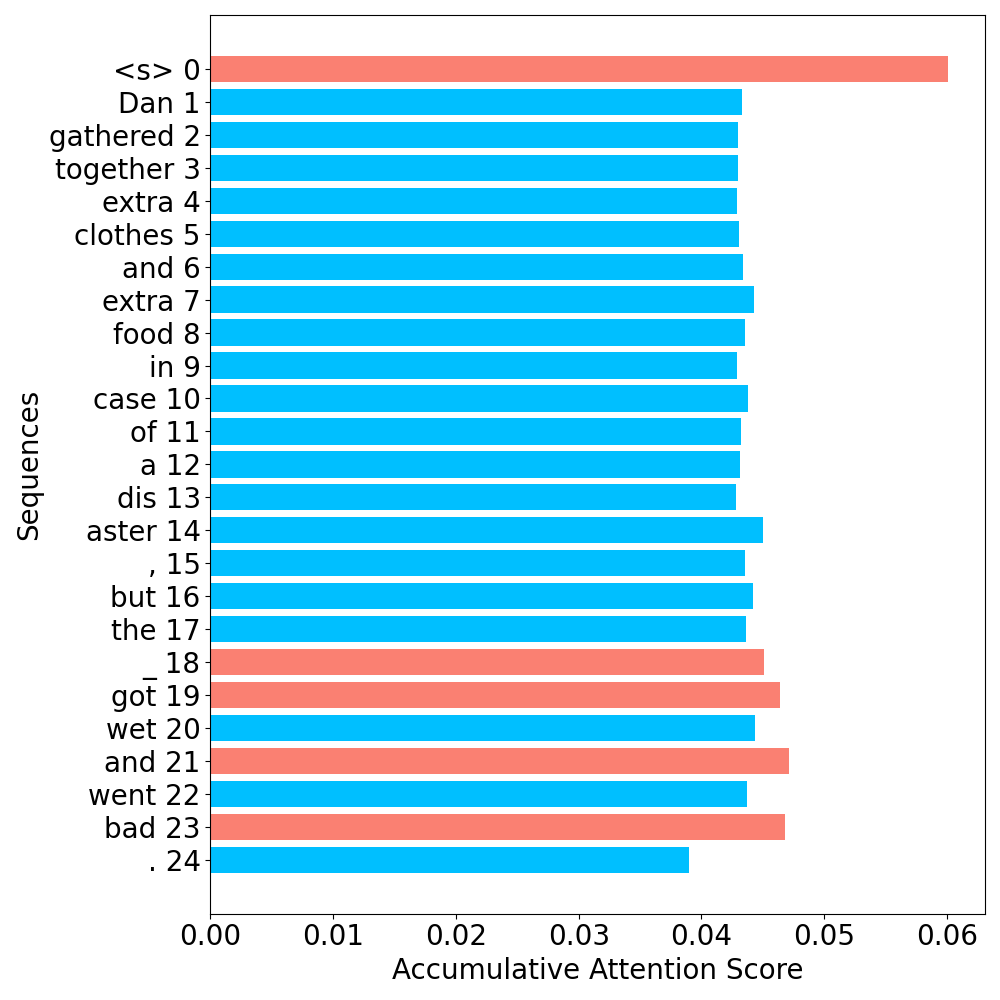 <s> 0
Dan 1
gathered 2
together 3
extra 4
clothes 5
and 6
extra 7
food 8
in 9
case 10
of 11
a 12
dis 13
aster 14
, 15
but 16
the 17
_ 18
got 19
wet 20
and 21
went 22
bad 23
. 24
Sequences
0.00 0.01 0.02 0.03 0.04 0.05 0.06
Accumulative Attention Score